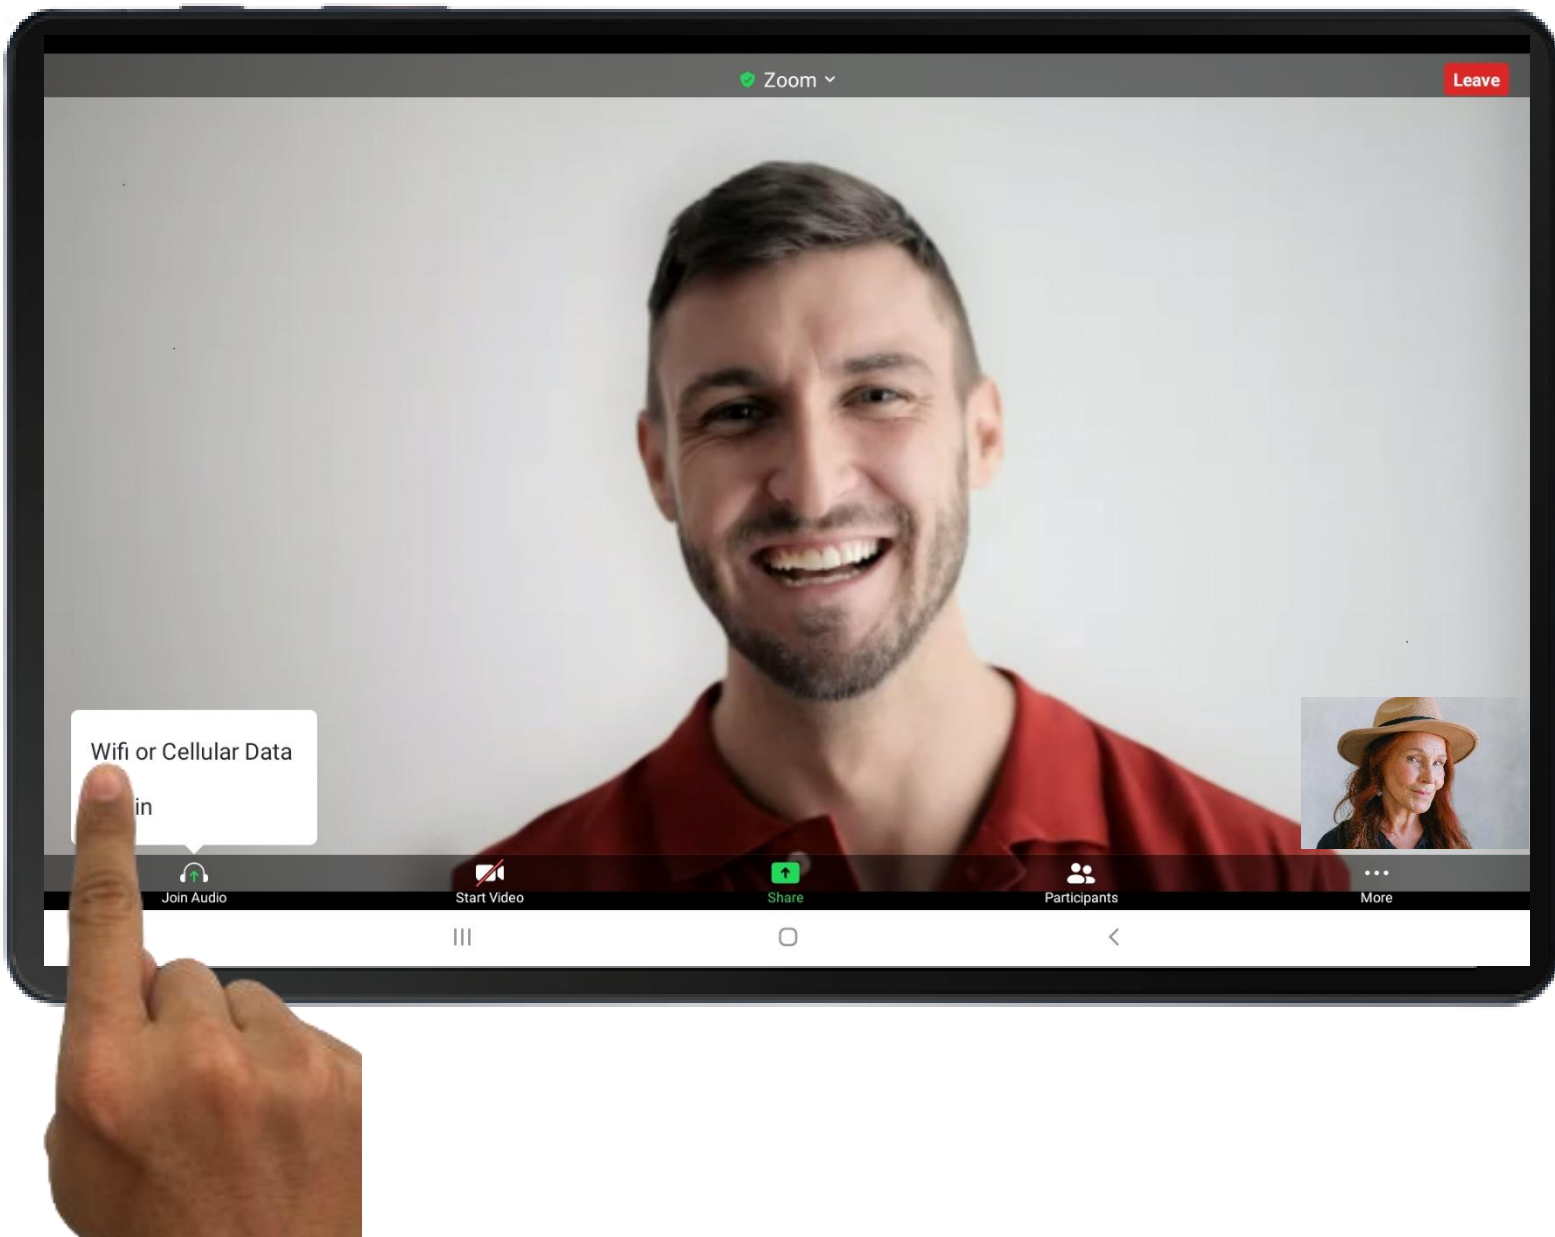 Zoom
Leave
Wifi or Cellular Data
in
Join Audio
Start Video
Share
Participants
More